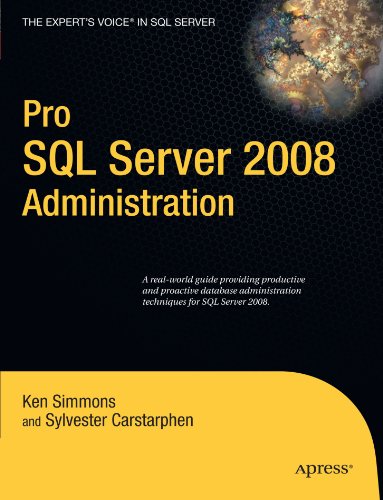 THE EXPERT'S VOICE® IN SQL SERVER
Pro
SQL Server 2008
Administration
A real-world guide providing productive
and proactive database administration
techniques for SQL Server 2008.
Ken Simmons
and Sylvester Carstarphen
Apress®